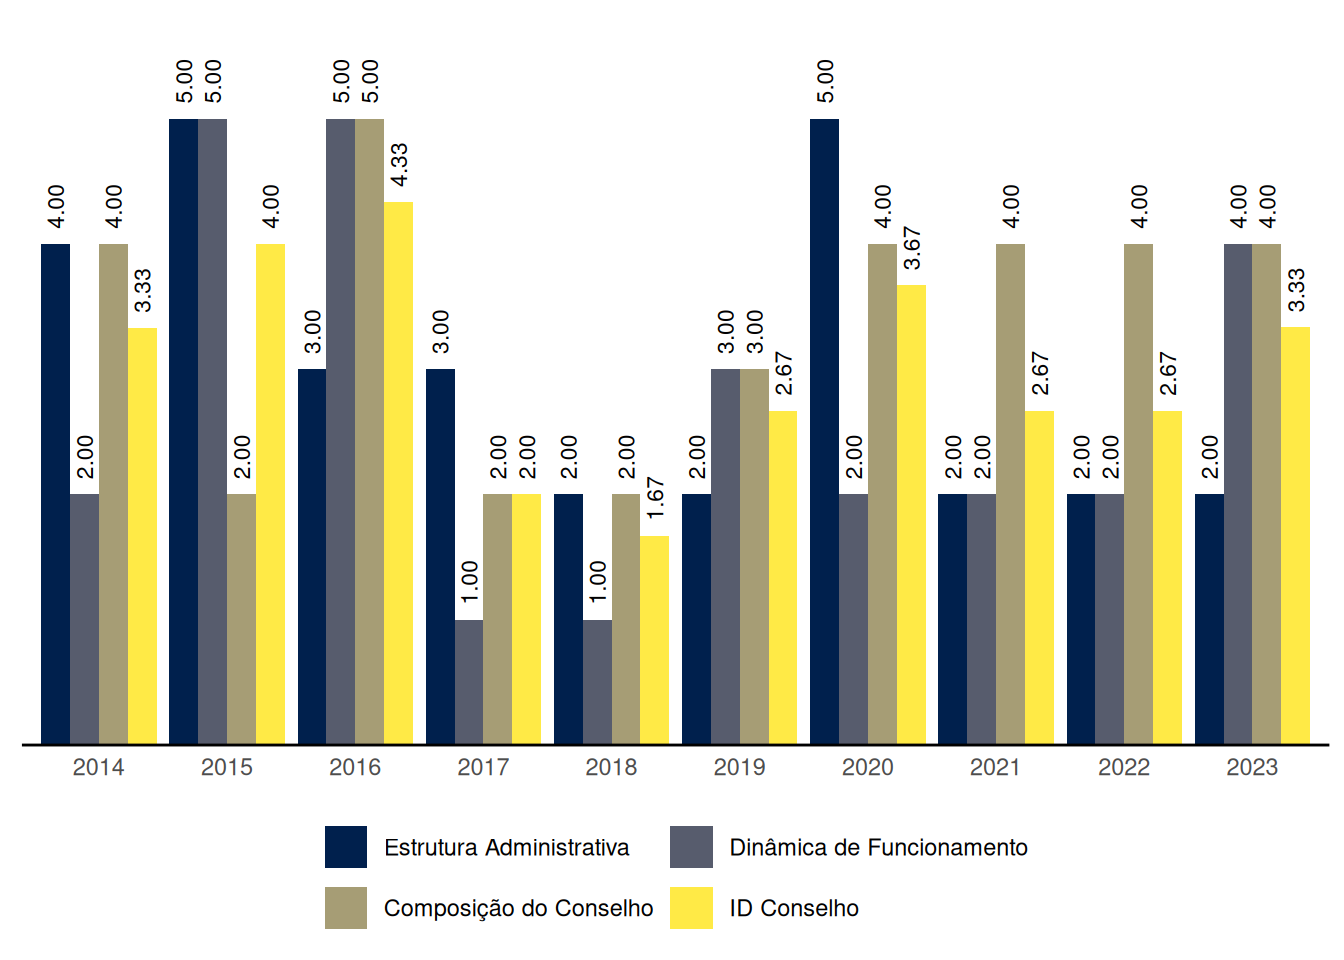 5.00 5.00 5.00 5.00 5.00
4.33
4.00 4.00 4.00 4.00 4.00 4.00 4.00 4.00
3.67
3.33 3.33
3.00 3.00 3.00 3.00
2.67 2.67 2.67
2.00 2.00 2.00 2.00 2.00 2.00 2.00 2.00 2.00 2.00 2.00 2.00 2.00 2.00
1.67
1.00 1.00
2014 2015 2016 2017 2018 2019 2020 2021 2022 2023
Estrutura Administrativa Dinâmica de Funcionamento
Composição do Conselho ID Conselho